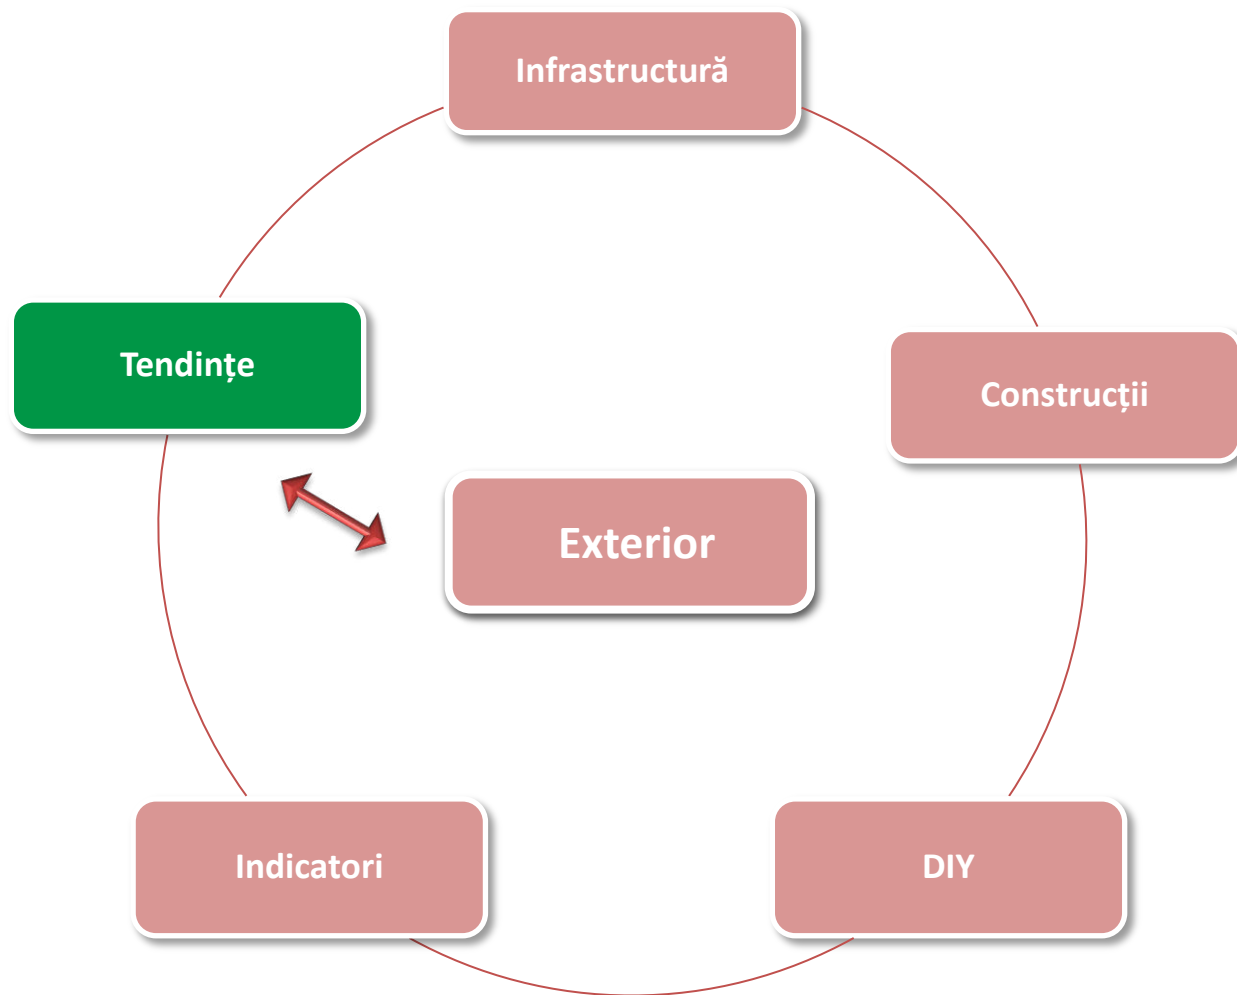 Infrastructură
Tendințe
Construcții
Exterior
Indicatori
DIY